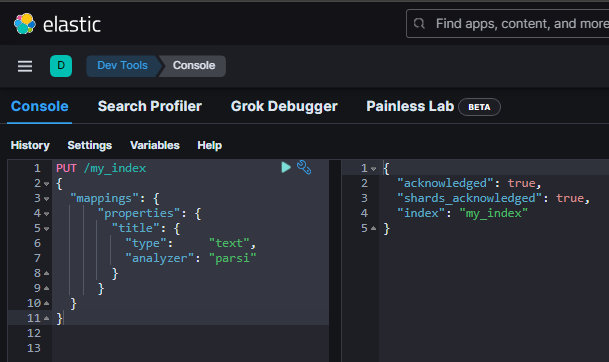 elastic
Find apps, content, and more
D Dev Tools Console
Console Search Profiler Grok Debugger Painless Lab BETA
History Settings Variables Help
1 PUT /my_index
2 {
3 "mappings": {
4 "properties": {
5 "title": {
6 "type": "text",
7 "analyzer": "parsi"
8 }
9 }
10 }
11 }
12
13
1 {
2 "acknowledged": true,
3 "shards_acknowledged": true,
4 "index": "my_index"
5 }